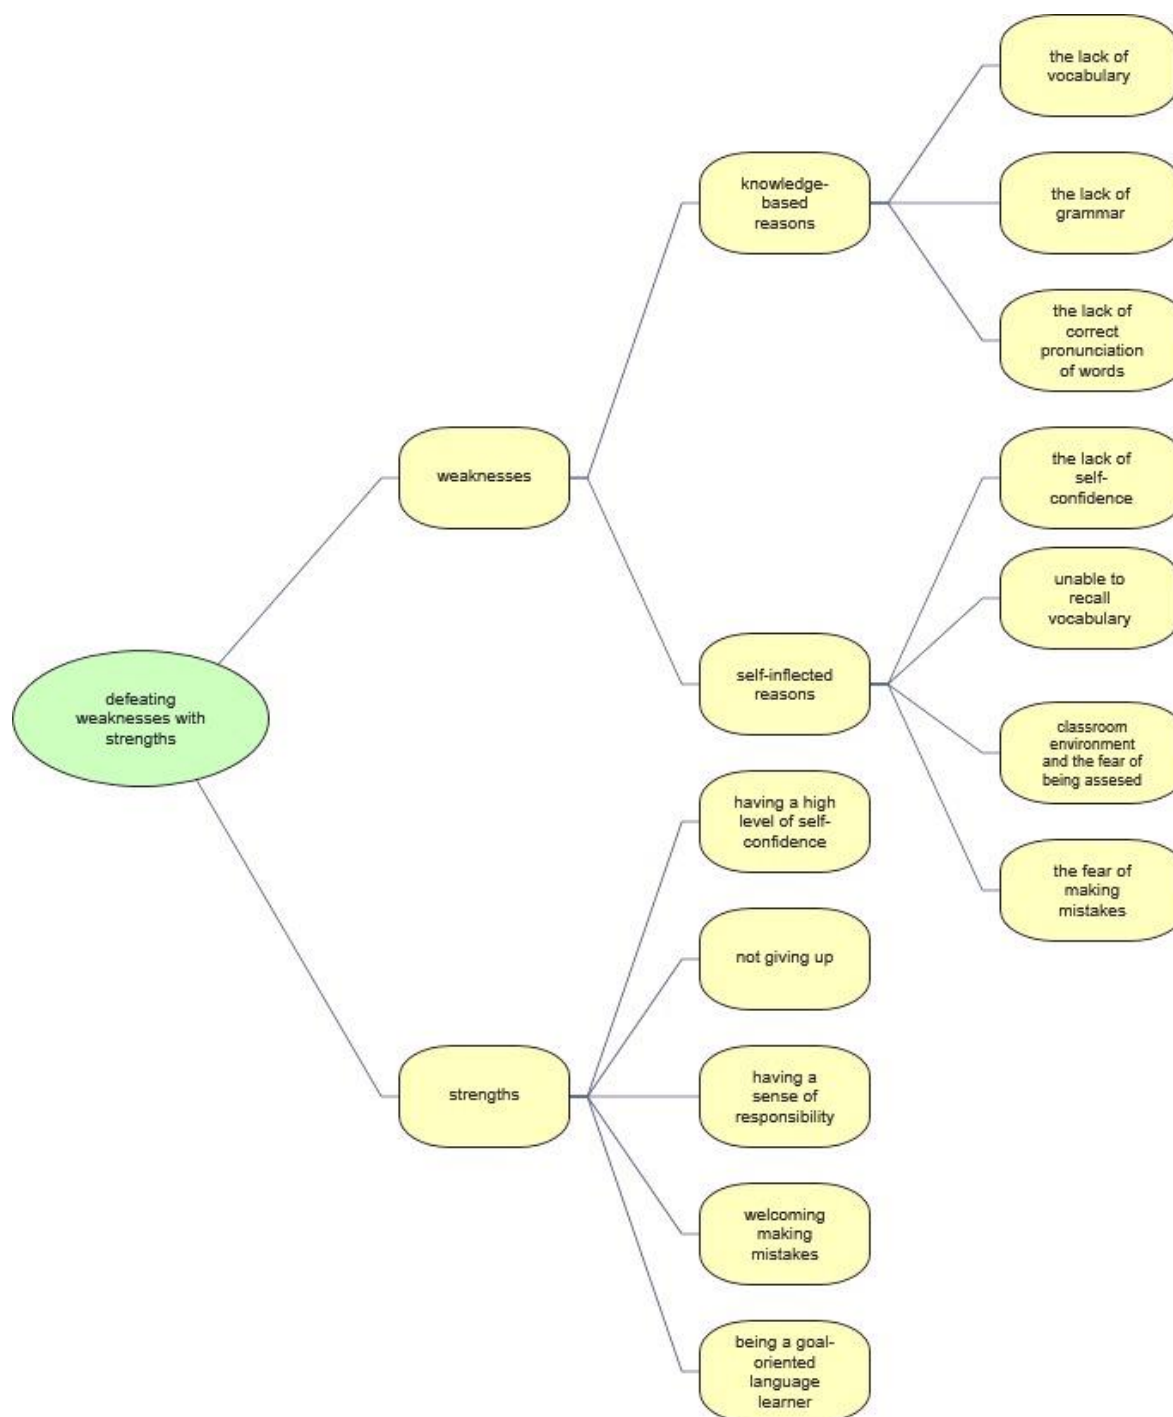 the lack of
vocabulary
knowledge-
based
reasons
the lack of
grammar
the lack of
correct
pronunciation
of words
weaknesses
the lack of
self-
confidence
unable to
recall
vocabulary
self-inflected
reasons
classroom
environment
and the fear of
being assesed
the fear of
making
mistakes
defeating
weaknesses with
strengths
having a high
level of self-
confidence
not giving up
strengths
having a
sense of
responsibility
welcoming
making
mistakes
being a goal-
oriented
language
learner